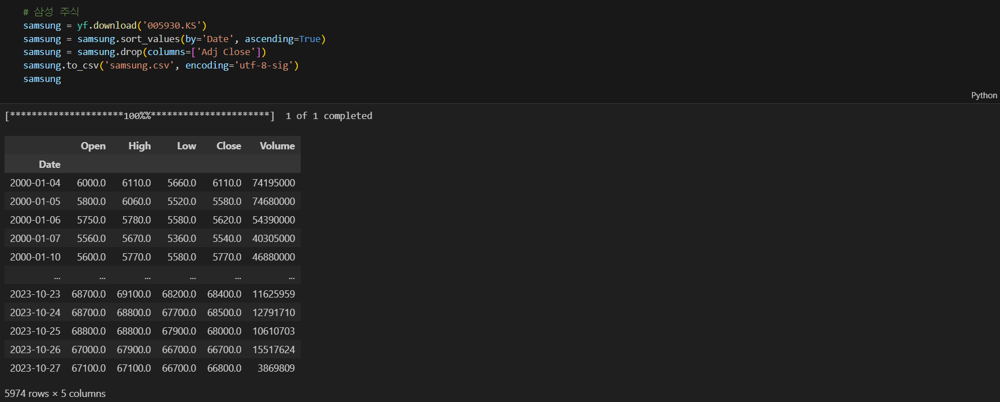 # 삼성 주식
samsung = yf.download('005930.KS')
samsung = samsung.sort_values(by='Date', ascending=True)
samsung = samsung.drop(columns=['Adj Close'])
samsung.to_csv('samsung.csv', encoding='utf-8-sig')
samsung
Python
[*********************100%%**********************]  1 of 1 completed
Open High Low Close Volume
Date
2000-01-04 6000.0 6110.0 5660.0 6110.0 74195000
2000-01-05 5800.0 6060.0 5520.0 5580.0 74680000
2000-01-06 5750.0 5780.0 5580.0 5620.0 54390000
2000-01-07 5560.0 5670.0 5360.0 5540.0 40305000
2000-01-10 5600.0 5770.0 5580.0 5770.0 46880000
... ... ... ... ... ...
2023-10-23 68700.0 69100.0 68200.0 68400.0 11625959
2023-10-24 68700.0 68800.0 67700.0 68500.0 12791710
2023-10-25 68800.0 68800.0 67900.0 68000.0 10610703
2023-10-26 67000.0 67900.0 66700.0 66700.0 15517624
2023-10-27 67100.0 67100.0 66700.0 66800.0 3869809
5974 rows × 5 columns